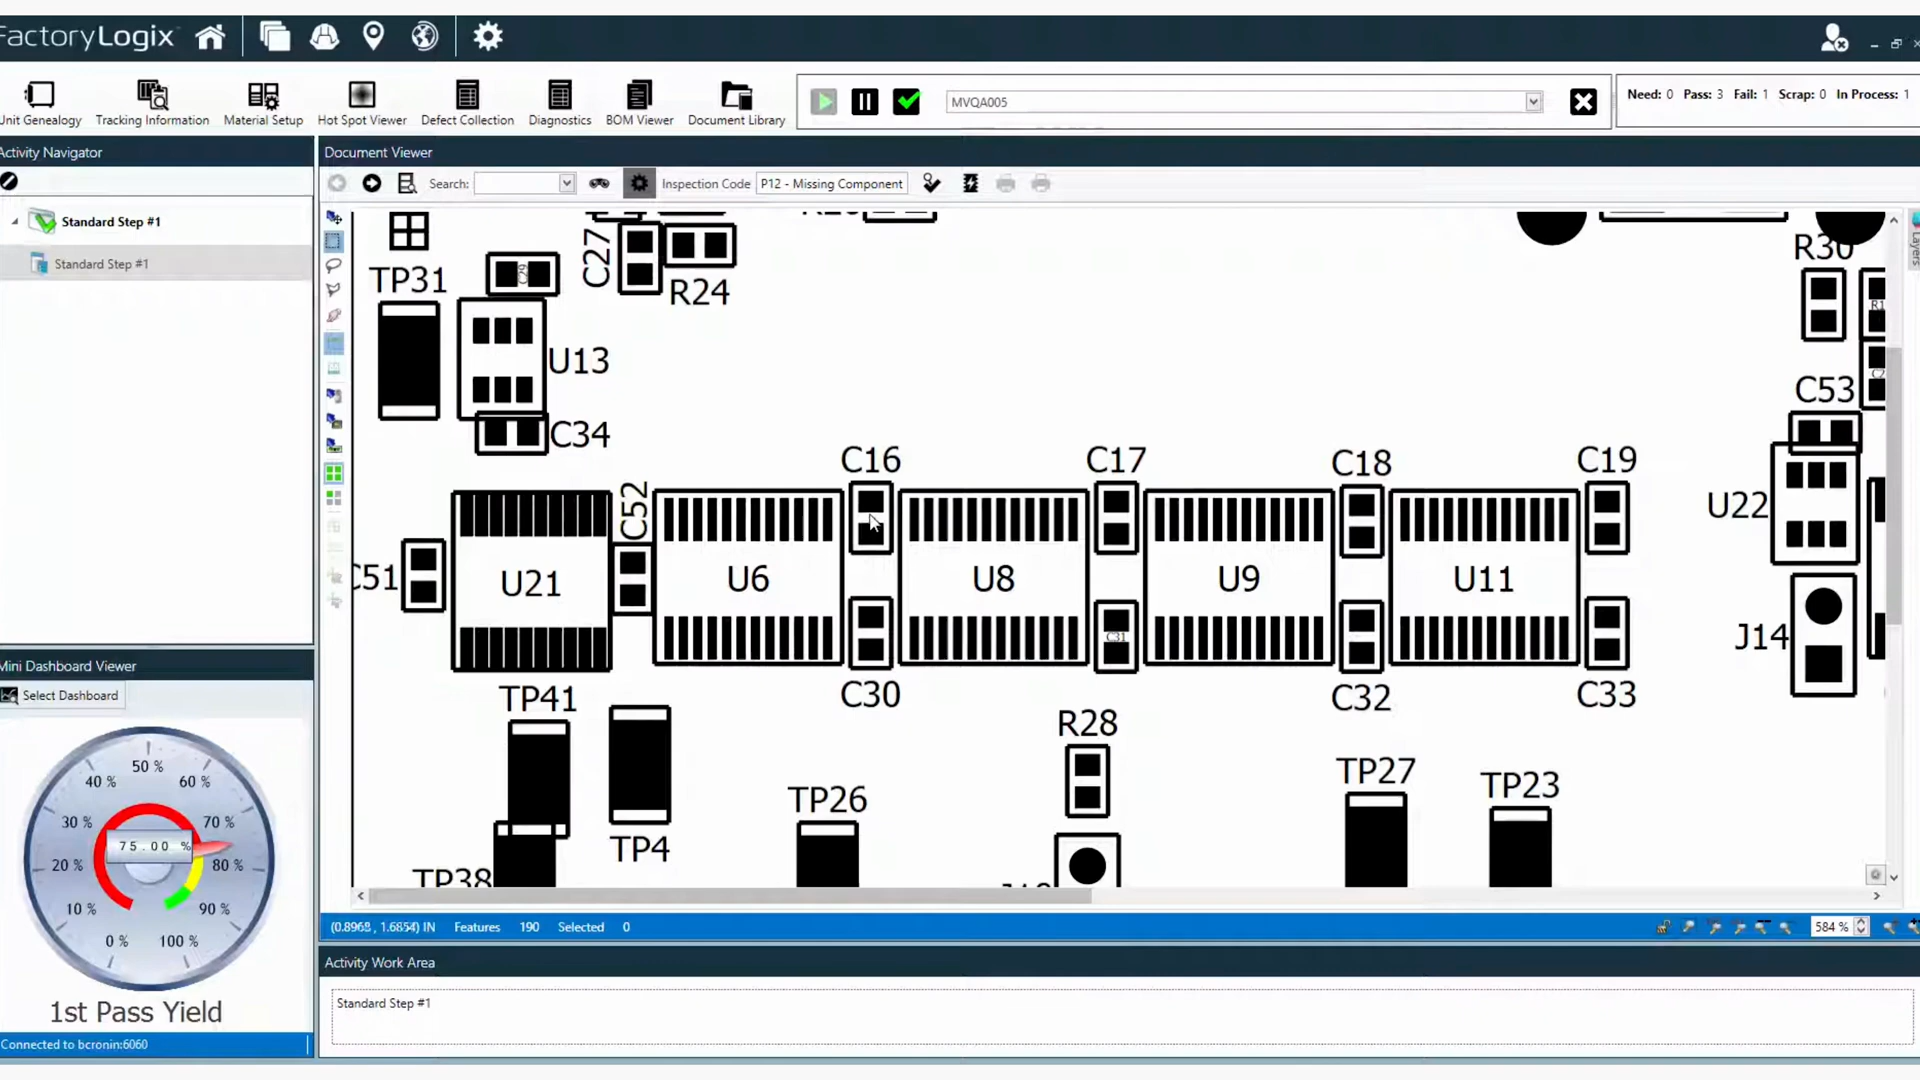 FactoryLogix
Unit Genealogy
Tracking Information
Material Setup
Hot Spot Viewer
Defect Collection
Diagnostics
BOM Viewer
Document Library
MVQA005
Need: 0 Pass: 3 Fail: 1 Scrap: 0 In Process: 1
Activity Navigator
Standard Step #1
Standard Step #1
Document Viewer
Search:
Inspection Code
P12 - Missing Component
Layers
TP31
C27
R24
R30
U13
C34
C53
C16
C17
C18
C19
C52
U22
C51
U21
U6
U8
U9
U11
C31
J14
TP41
C30
C32
C33
R28
TP4
TP26
TP27
TP23
TP38
(0.8968 , 1.6854) IN
Features 190
Selected 0
584 %
Mini Dashboard Viewer
Select Dashboard
50 %
40 %
60 %
30 %
70 %
75.00 %
20 %
80 %
10 %
90 %
0 %
100 %
1st Pass Yield
Connected to bcronin:6060
Activity Work Area
Standard Step #1